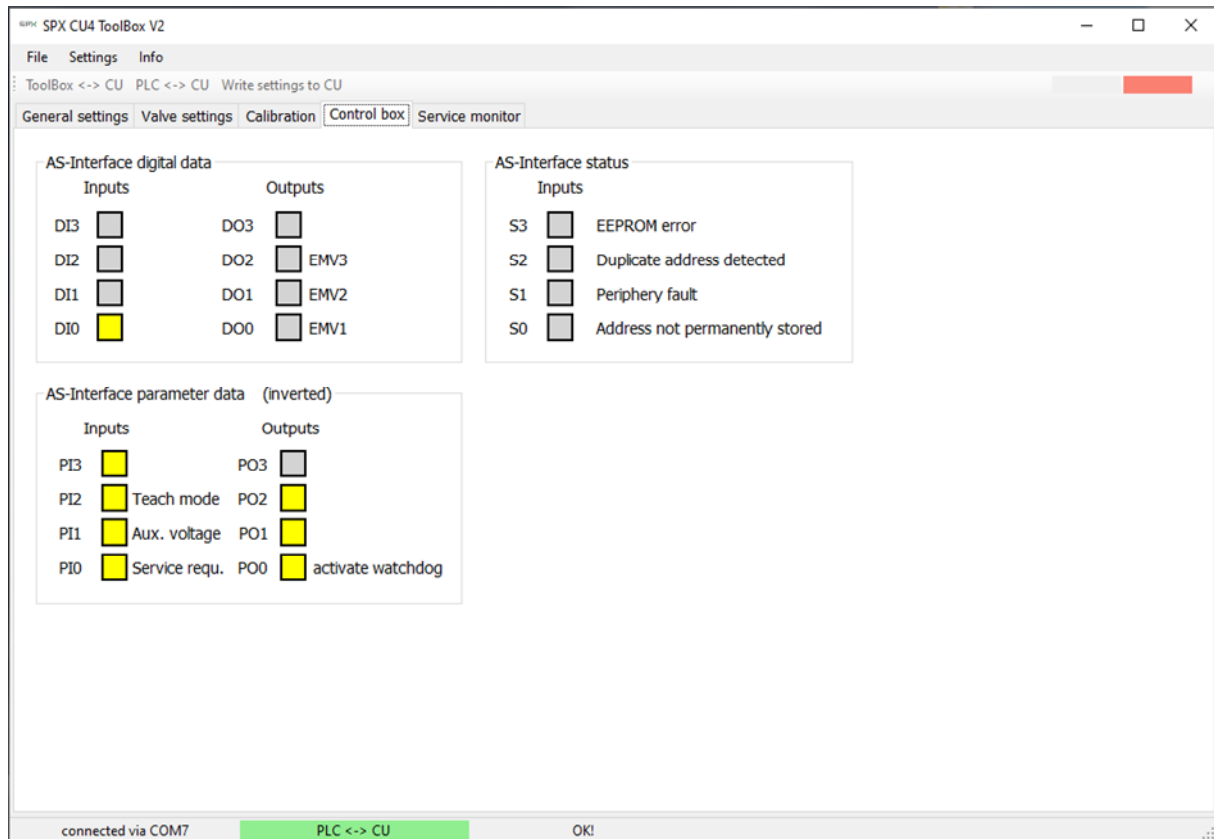 SPX SPX CU4 ToolBox V2
File Settings Info
ToolBox <-> CU PLC <-> CU Write settings to CU
General settings Valve settings Calibration Control box Service monitor
AS-Interface digital data
Inputs Outputs
DI3 DO3
DI2 DO2 EMV3
DI1 DO1 EMV2
DI0 DO0 EMV1
AS-Interface status
Inputs
S3 EEPROM error
S2 Duplicate address detected
S1 Periphery fault
S0 Address not permanently stored
AS-Interface parameter data (inverted)
Inputs Outputs
PI3 PO3
PI2 Teach mode PO2
PI1 Aux. voltage PO1
PI0 Service requ. PO0 activate watchdog
connected via COM7 PLC <-> CU OK!